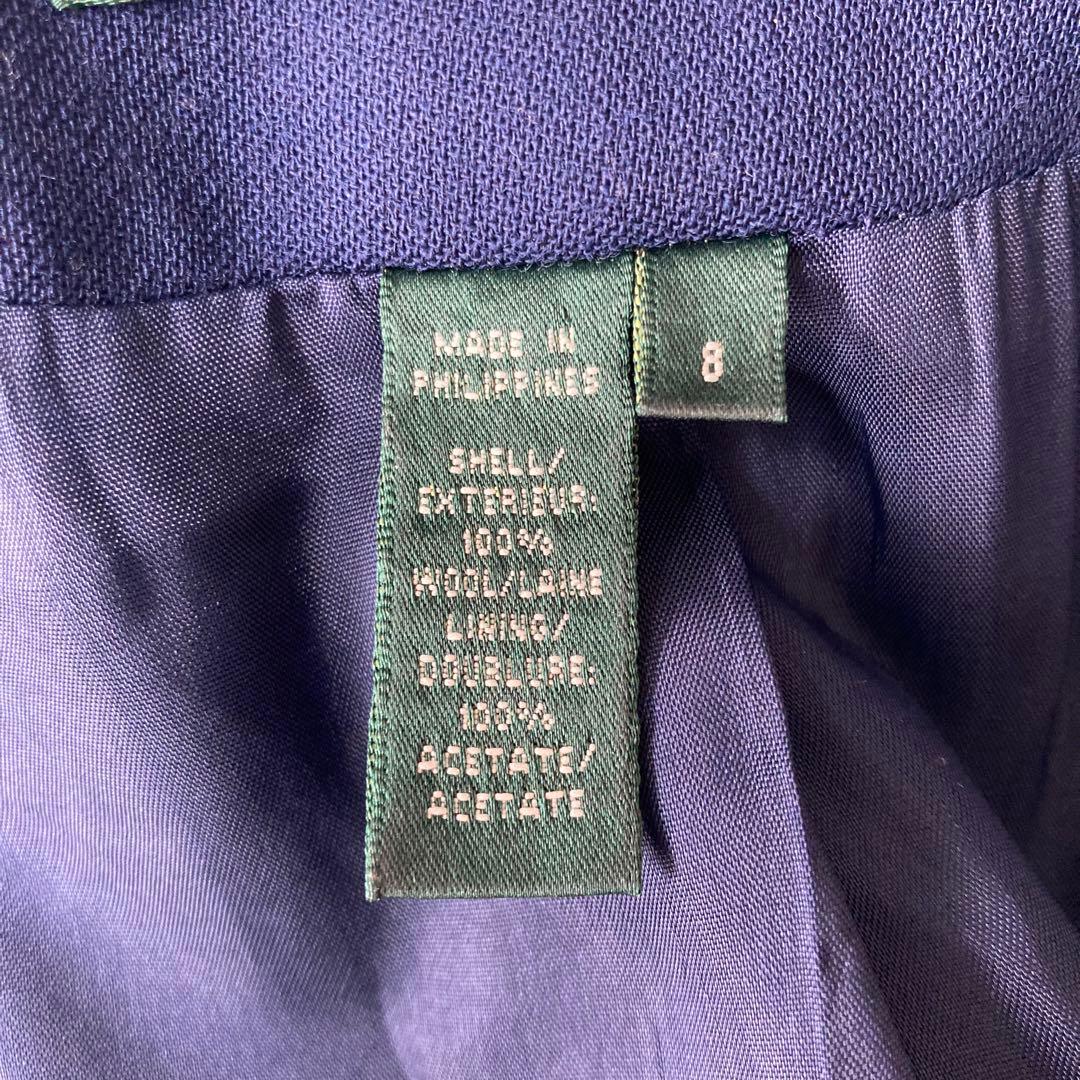 MADE IN
PHILIPPINES
SHELL/
EXTERIEUR:
100%
WOOL/LAINE
LINING/
DOUBLURE:
100%
ACETATE/
ACETATE
8